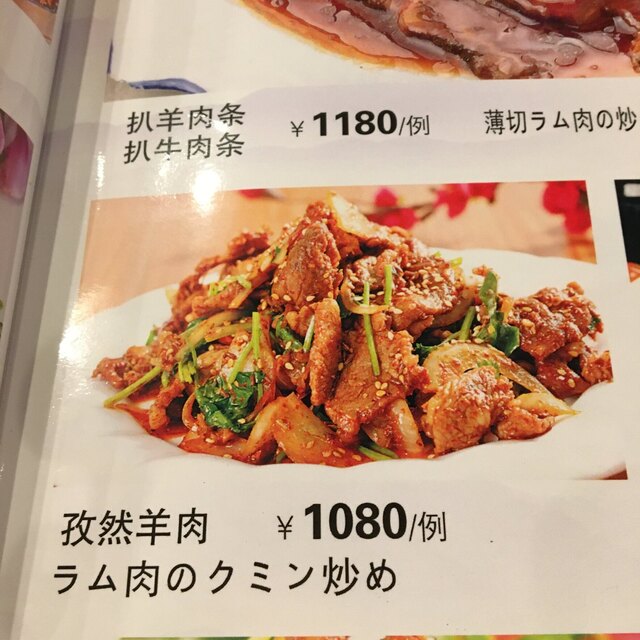 扒羊肉条 ¥1180/例 薄切ラム肉の炒
扒牛肉条
孜然羊肉 ¥1080/例
ラム肉のクミン炒め